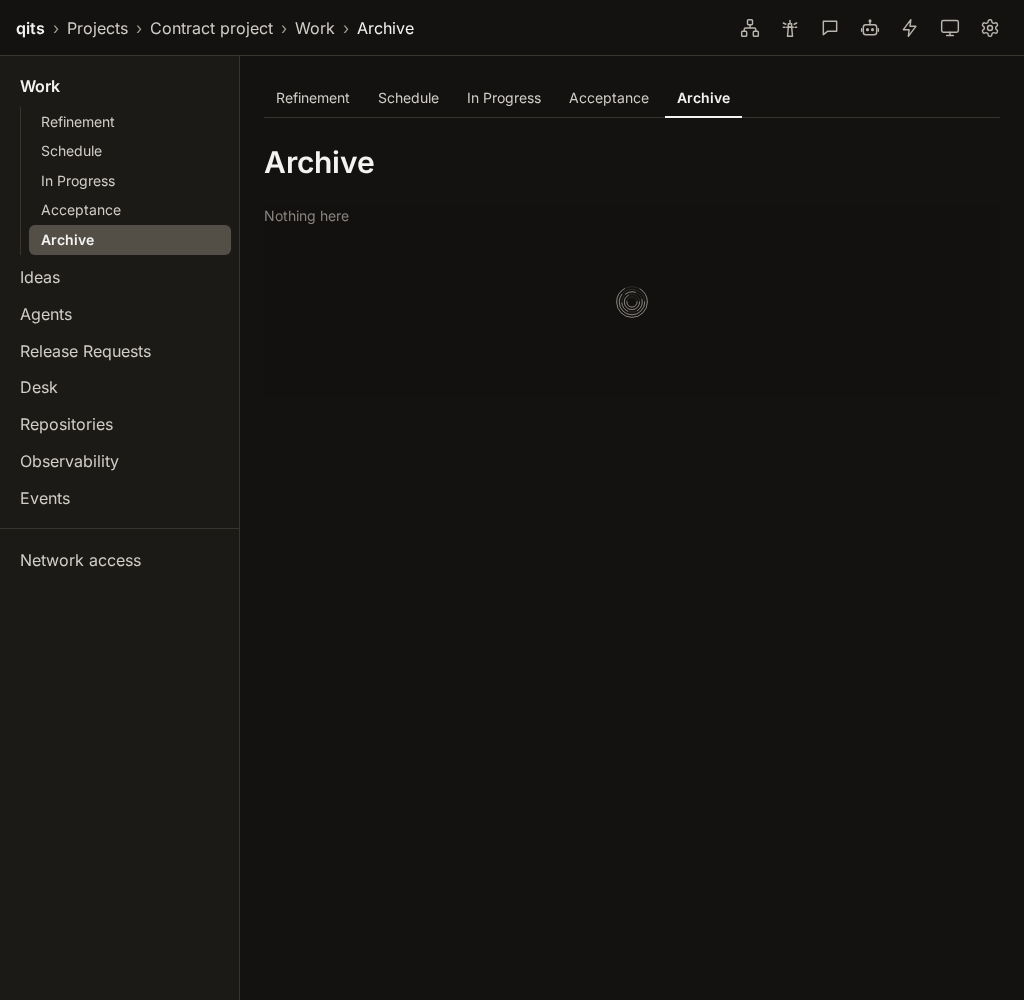 qits › Projects › Contract project › Work › Archive
Work
Refinement
Schedule
In Progress
Acceptance
Archive
Ideas
Agents
Release Requests
Desk
Repositories
Observability
Events
Network access
Refinement Schedule In Progress Acceptance Archive
Archive
Nothing here